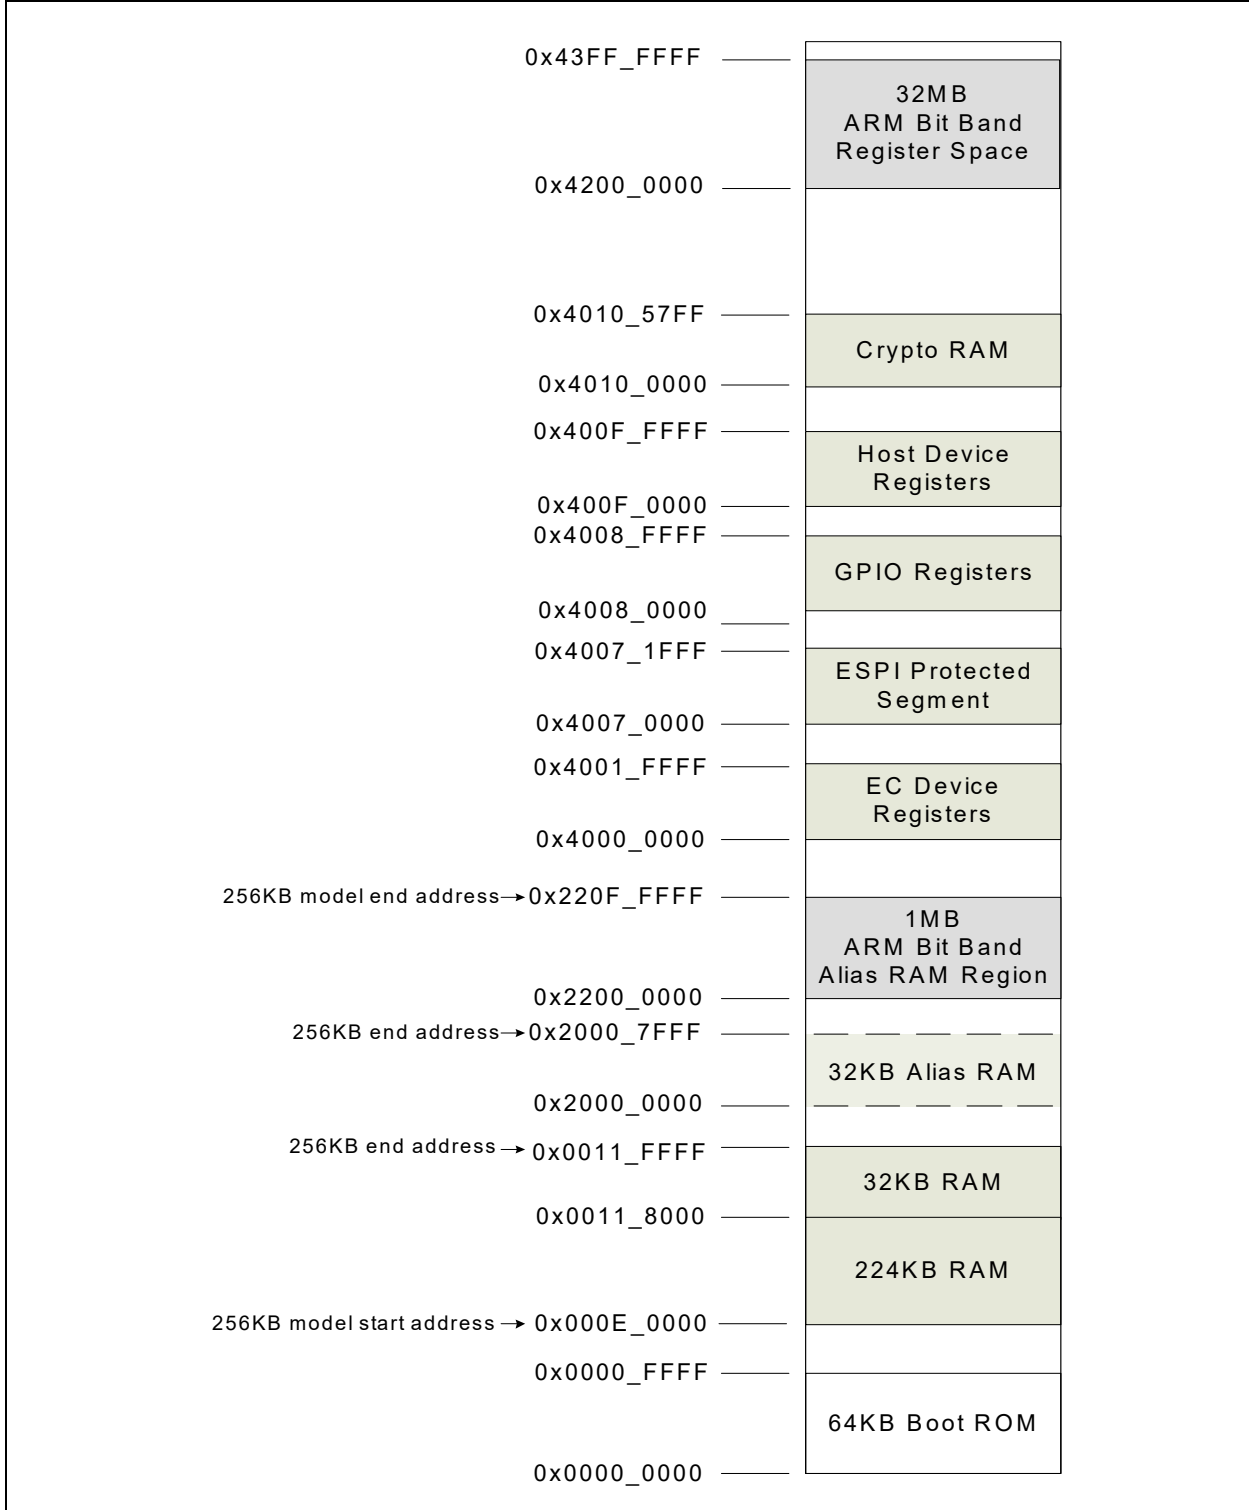 0x43FF_FFFF
32MB
ARM Bit Band
Register Space
0x4200_0000
0x4010_57FF
Crypto RAM
0x4010_0000
0x400F_FFFF
Host Device
Registers
0x400F_0000
0x4008_FFFF
GPIO Registers
0x4008_0000
0x4007_1FFF
ESPI Protected
Segment
0x4007_0000
0x4001_FFFF
EC Device
Registers
0x4000_0000
256KB model end address→0x220F_FFFF
1MB
ARM Bit Band
Alias RAM Region
0x2200_0000
256KB end address→0x2000_7FFF
32KB Alias RAM
0x2000_0000
256KB end address→0x0011_FFFF
32KB RAM
0x0011_8000
224KB RAM
256KB model start address→0x000E_0000
0x0000_FFFF
64KB Boot ROM
0x0000_0000